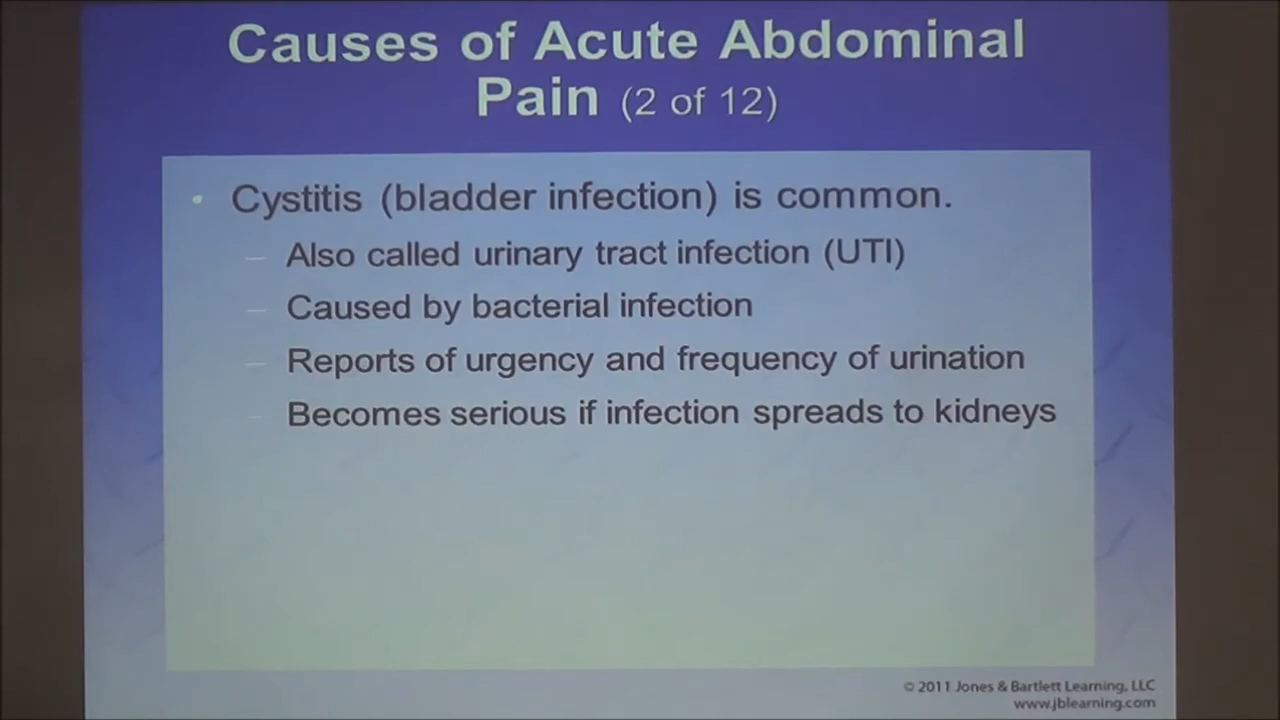 Causes of Acute Abdominal
Pain (2 of 12)
• Cystitis (bladder infection) is common.
– Also called urinary tract infection (UTI)
– Caused by bacterial infection
– Reports of urgency and frequency of urination
– Becomes serious if infection spreads to kidneys
© 2011 Jones & Bartlett Learning, LLC
www.jblearning.com